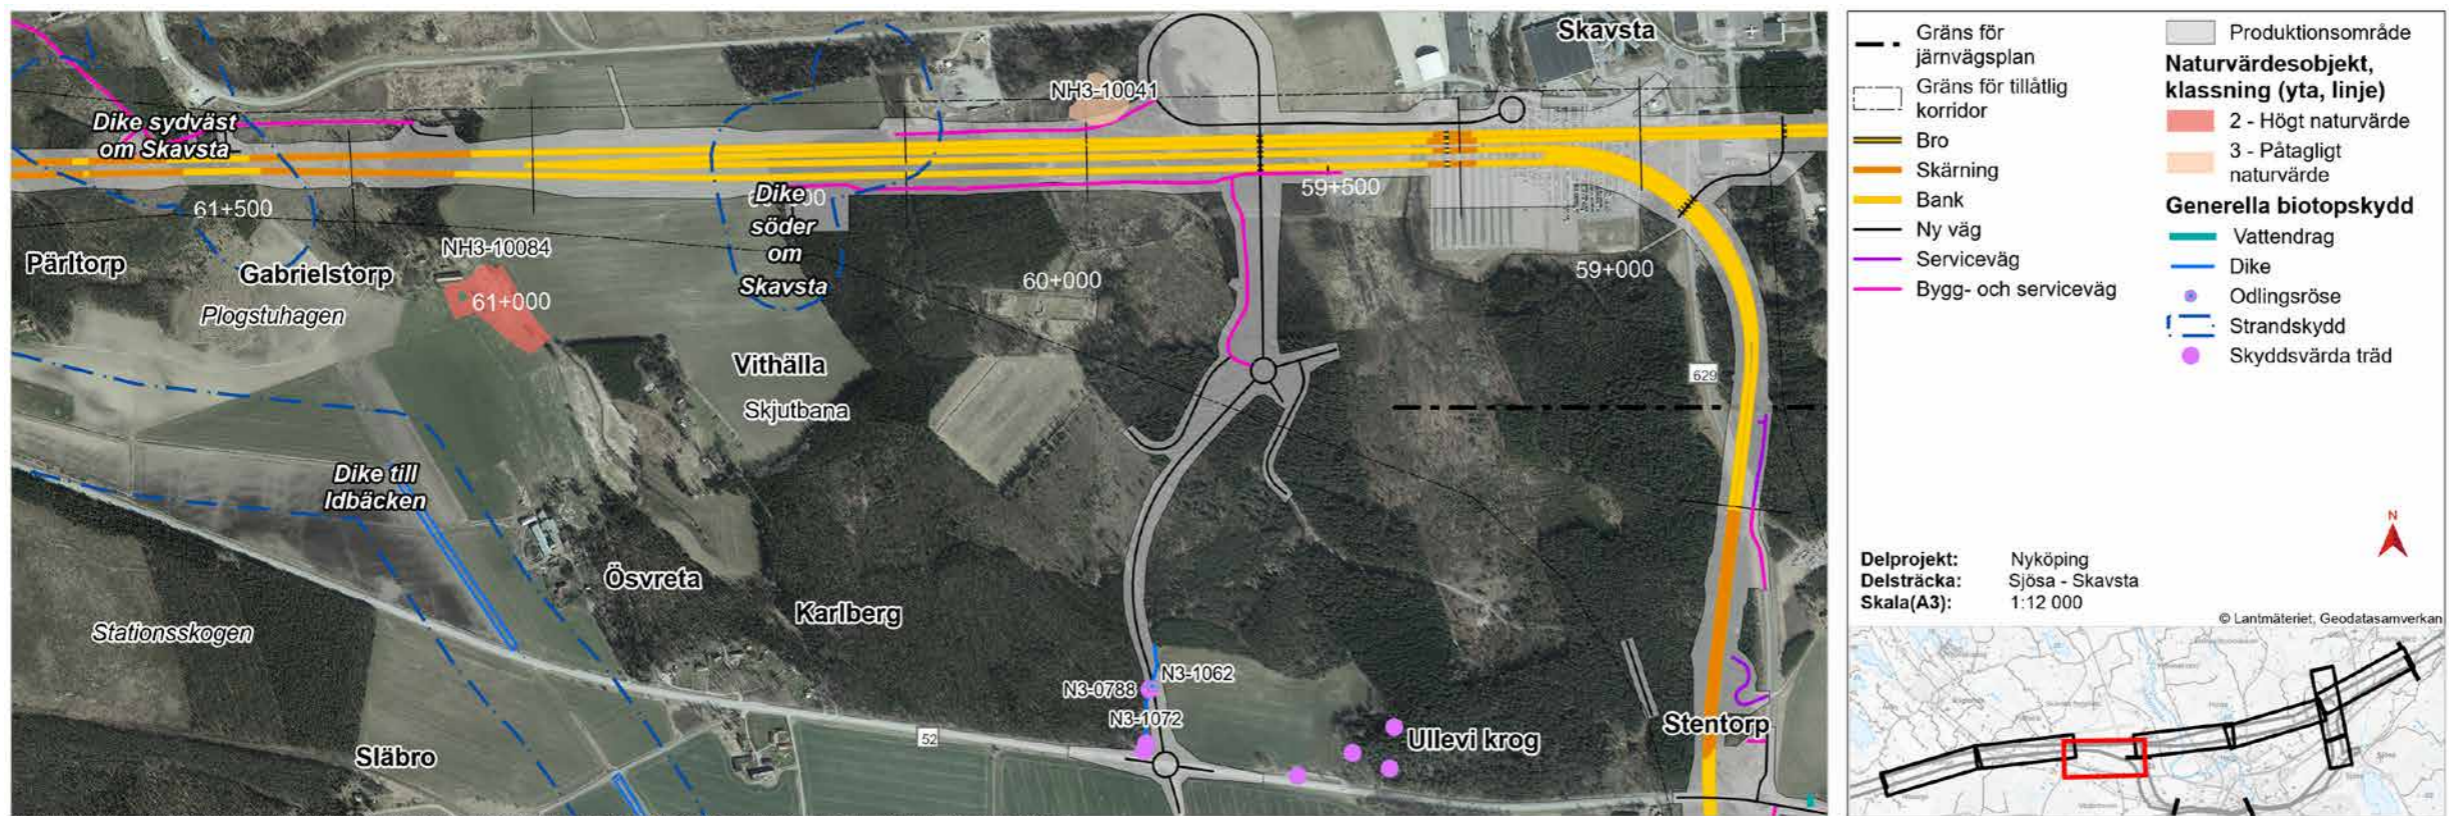 Skavsta
NH3-10041
Dike sydväst
om Skavsta
59+500
61+500
Dike
söder
om
Skavsta
NH3-10084
Pärltorp
Gabrielstorp
59+000
60+000
61+000
Plogstuhagen
Vithälla
629
Skjutbana
Dike till
Idbäcken
Ösvreta
Karlberg
Stationsskogen
N3-1062
N3-0788
N3-1072
Stentorp
52
Ullevi krog
Släbro
Gräns för
järnvägsplan
Gräns för tillåtlig
korridor
Bro
Skärning
Bank
Ny väg
Serviceväg
Bygg- och serviceväg
Produktionsområde
Naturvärdesobjekt,
klassning (yta, linje)
2 - Högt naturvärde
3 - Påtagligt
naturvärde
Generella biotopskydd
Vattendrag
Dike
Odlingsröse
Strandskydd
Skyddsvärda träd
N
Delprojekt: Nyköping
Delsträcka: Sjösa - Skavsta
Skala(A3): 1:12 000
© Lantmäteriet, Geodatasamverkan